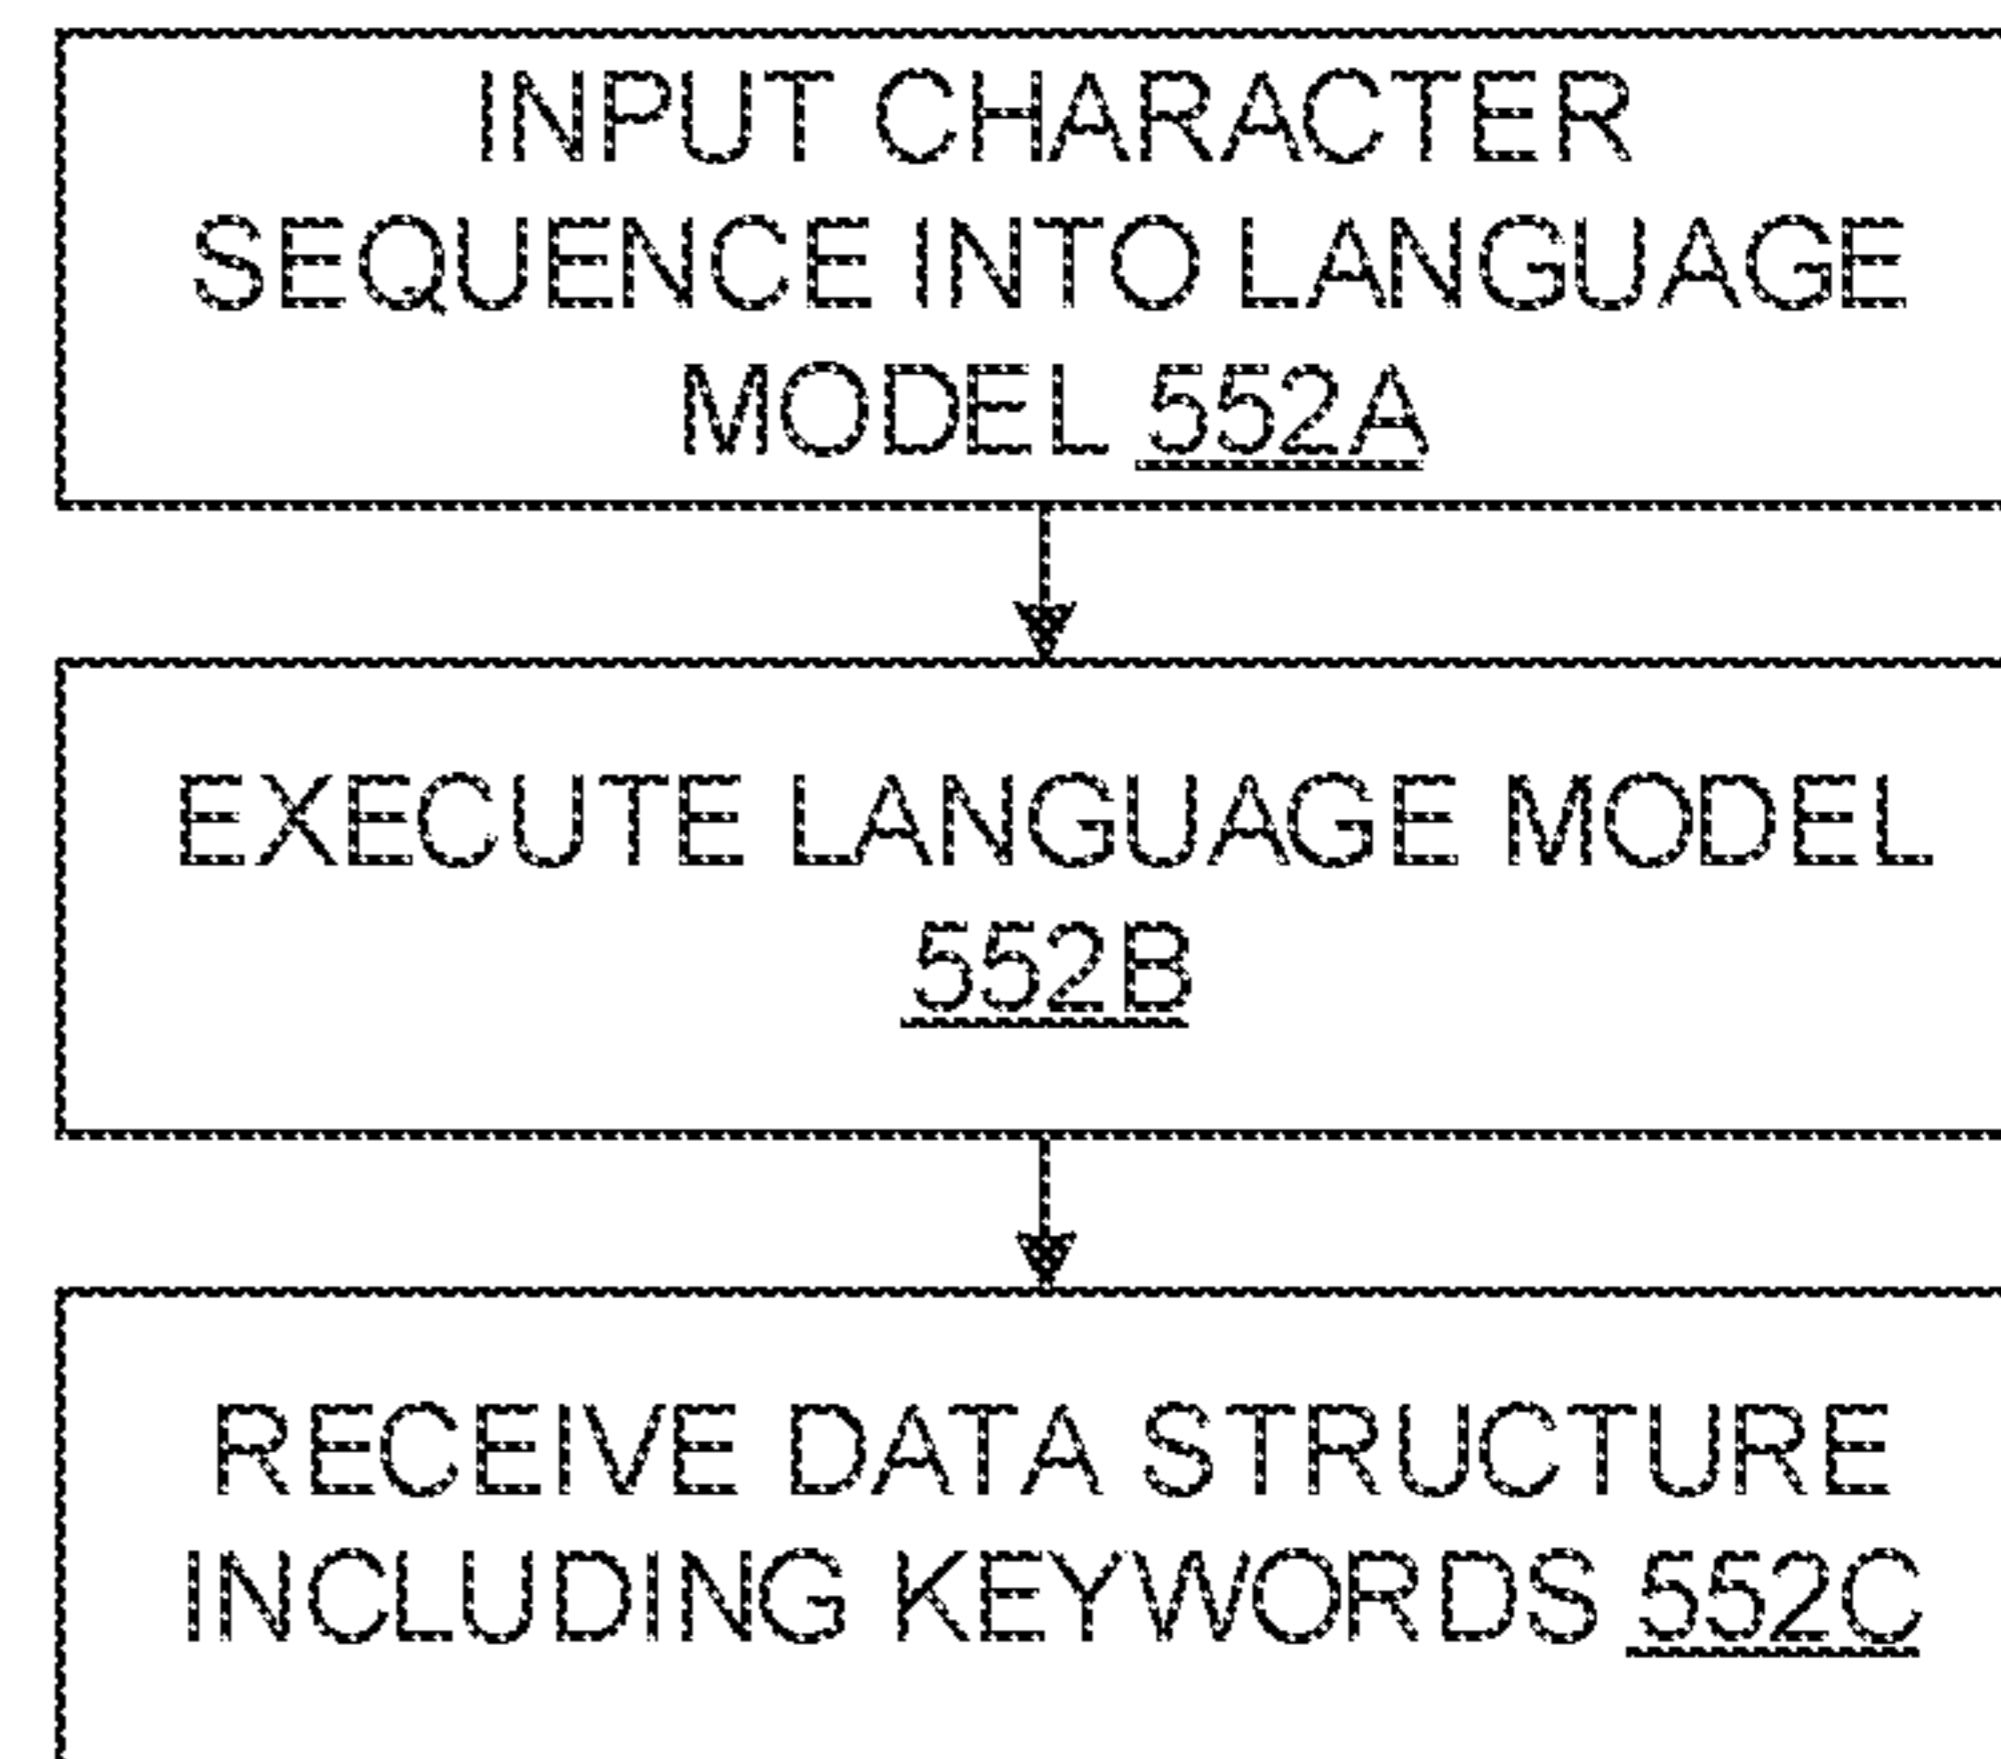 INPUT CHARACTER
SEQUENCE INTO LANGUAGE
MODEL 552A
EXECUTE LANGUAGE MODEL
552B
RECEIVE DATA STRUCTURE
INCLUDING KEYWORDS 552C